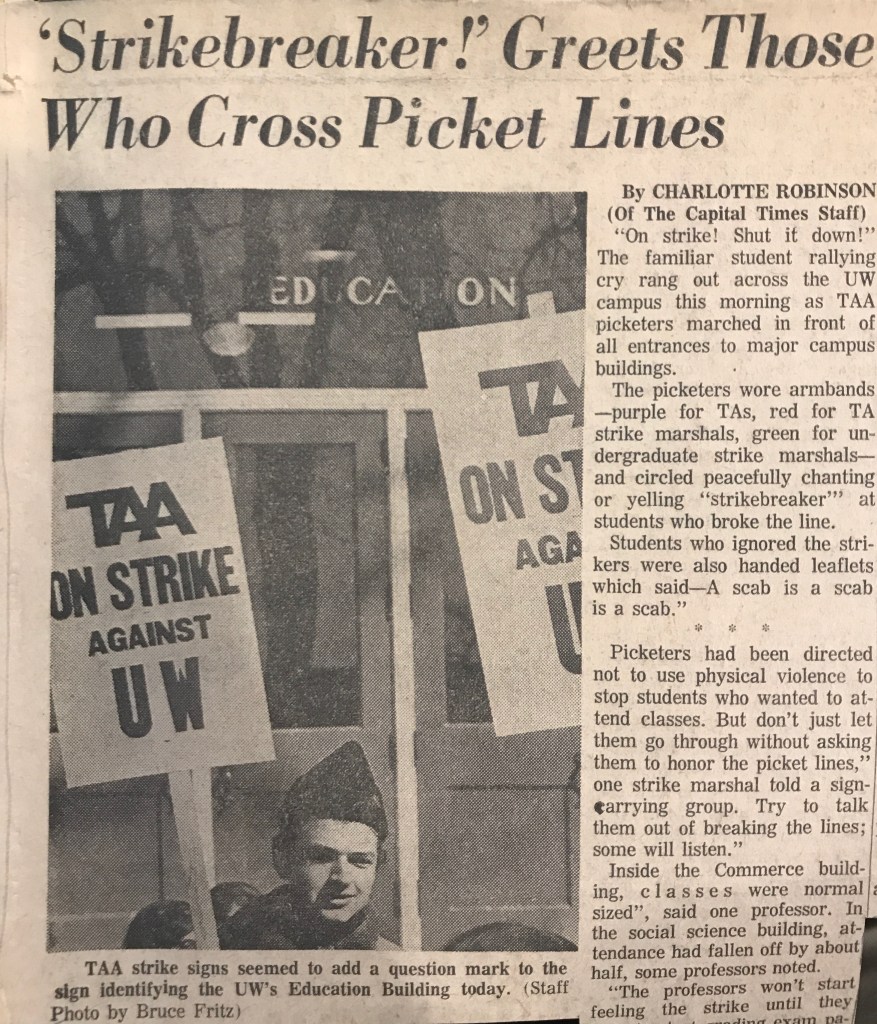 ‘Strikebreaker!’ Greets Those
Who Cross Picket Lines
EDUCATION
TAA
ON STRIKE
AGAINST
UW
TAA
ON ST
AGA
U
TAA strike signs seemed to add a question mark to the
sign identifying the UW's Education Building today. (Staff
Photo by Bruce Fritz)
By CHARLOTTE ROBINSON
(Of The Capital Times Staff)
“On strike! Shut it down!”
The familiar student rallying
cry rang out across the UW
campus this morning as TAA
picketers marched in front of
all entrances to major campus
buildings.
The picketers wore armbands
—purple for TAs, red for TA
strike marshals, green for un-
dergraduate strike marshals—
and circled peacefully chanting
or yelling “strikebreaker”’ at
students who broke the line.
Students who ignored the stri-
kers were also handed leaflets
which said—A scab is a scab
is a scab.”
* * *
Picketers had been directed
not to use physical violence to
stop students who wanted to at-
tend classes. But don't just let
them go through without asking
them to honor the picket lines,”
one strike marshal told a sign-
carrying group. Try to talk
them out of breaking the lines;
some will listen.”
Inside the Commerce build-
ing, classes were normal
sized”, said one professor. In
the social science building, at-
tendance had fallen off by about
half, some professors noted.
“The professors won't start
feeling the strike until they
grading exam pa-